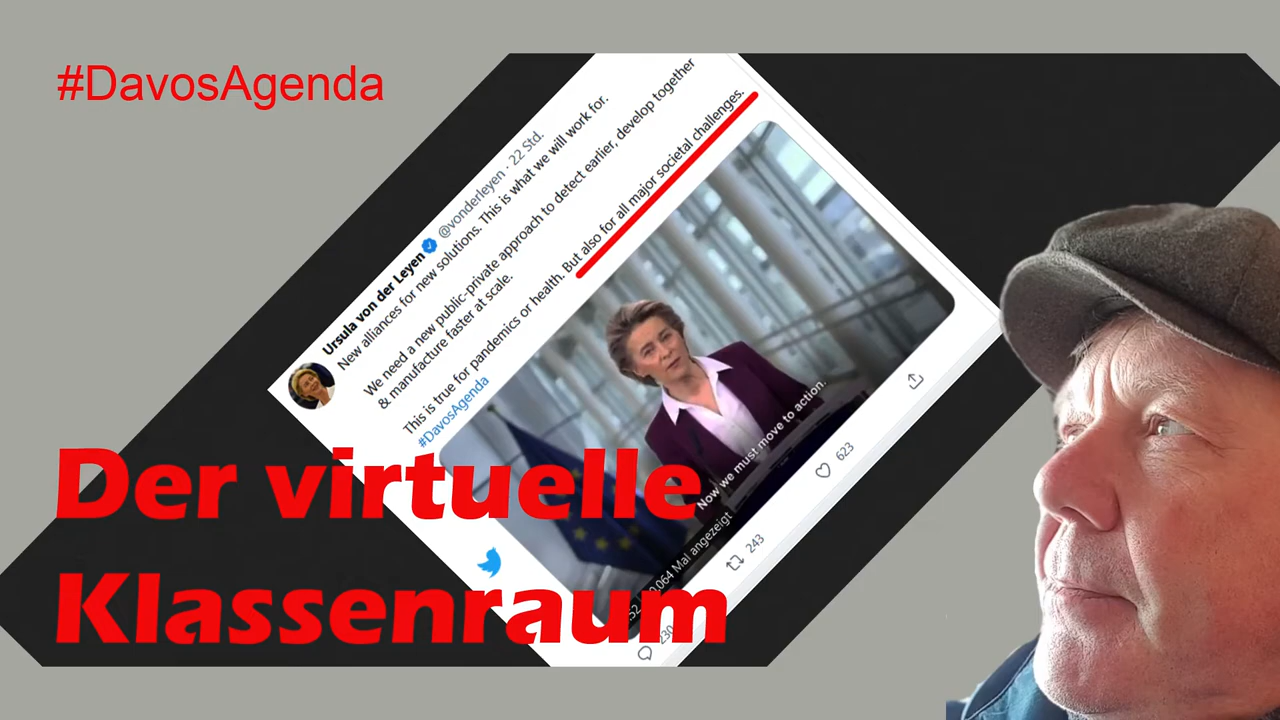 #DavosAgenda
Ursula von der Leyen @vonderleyen · 22 Std.
New alliances for new solutions. This is what we will work for.
We need a new public-private approach to detect earlier, develop together
& manufacture faster at scale.
This is true for pandemics or health. But also for all major societal challenges.
#DavosAgenda
Now we must move to action.
Mal angezeigt
243
623
Der virtuelle
Klassenraum